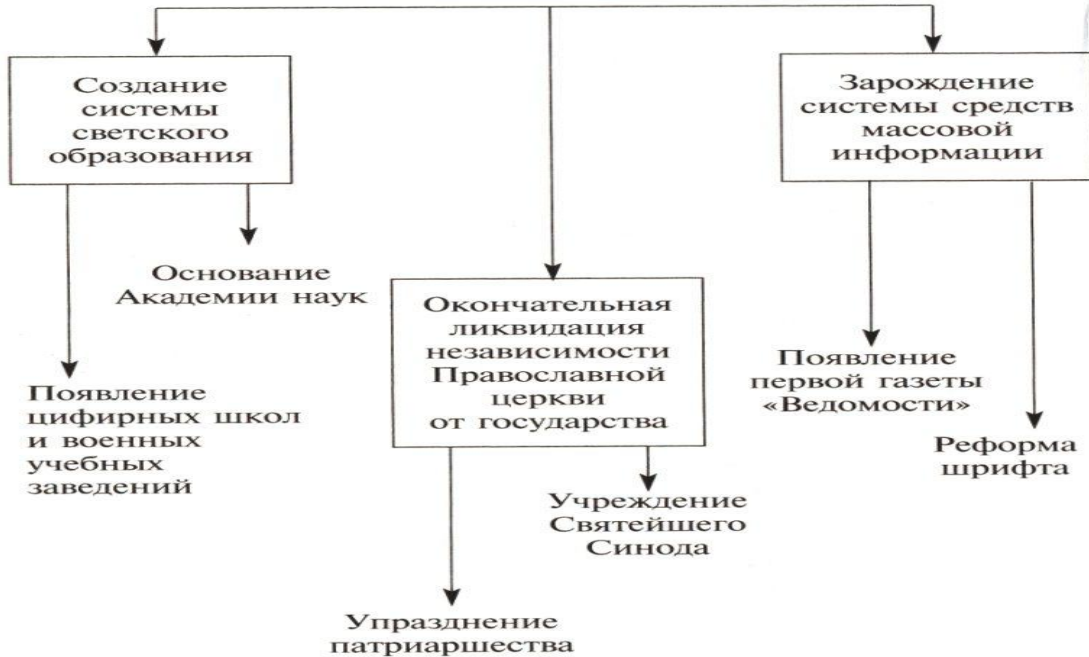 Создание
системы
светского
образования
Основание
Академии наук
Появление
цифирных школ
и военных
учебных
заведений
Окончательная
ликвидация
независимости
Православной
церкви
от государства
Учреждение
Святейшего
Синода
Упразднение
патриаршества
Зарождение
системы средств
массовой
информации
Появление
первой газеты
«Ведомости»
Реформа
шрифта